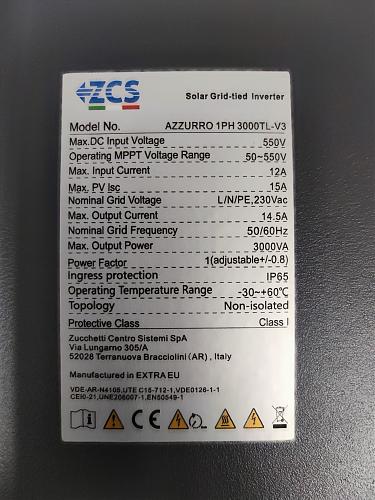 ZCS
Solar Grid-tied Inverter
Model No. AZZURRO 1PH 3000TL-V3
Max.DC Input Voltage 550V
Operating MPPT Voltage Range 50~550V
Max. Input Current 12A
Max. PV Isc 15A
Nominal Grid Voltage L/N/PE,230Vac
Max. Output Current 14.5A
Nominal Grid Frequency 50/60Hz
Max. Output Power 3000VA
Power Factor 1(adjustable+/-0.8)
Ingress protection IP65
Operating Temperature Range -30~+60℃
Topology Non-isolated
Protective Class Class I
Zucchetti Centro Sistemi SpA
Via Lungarno 305/A
52028 Terranuova Bracciolini(AR) , Italy
Manufactured in EXTRA EU
VDE-AR-N4105,UTE C15-712-1,VDE0126-1-1
CEI0-21,UNE206007-1,EN50549-1
CE